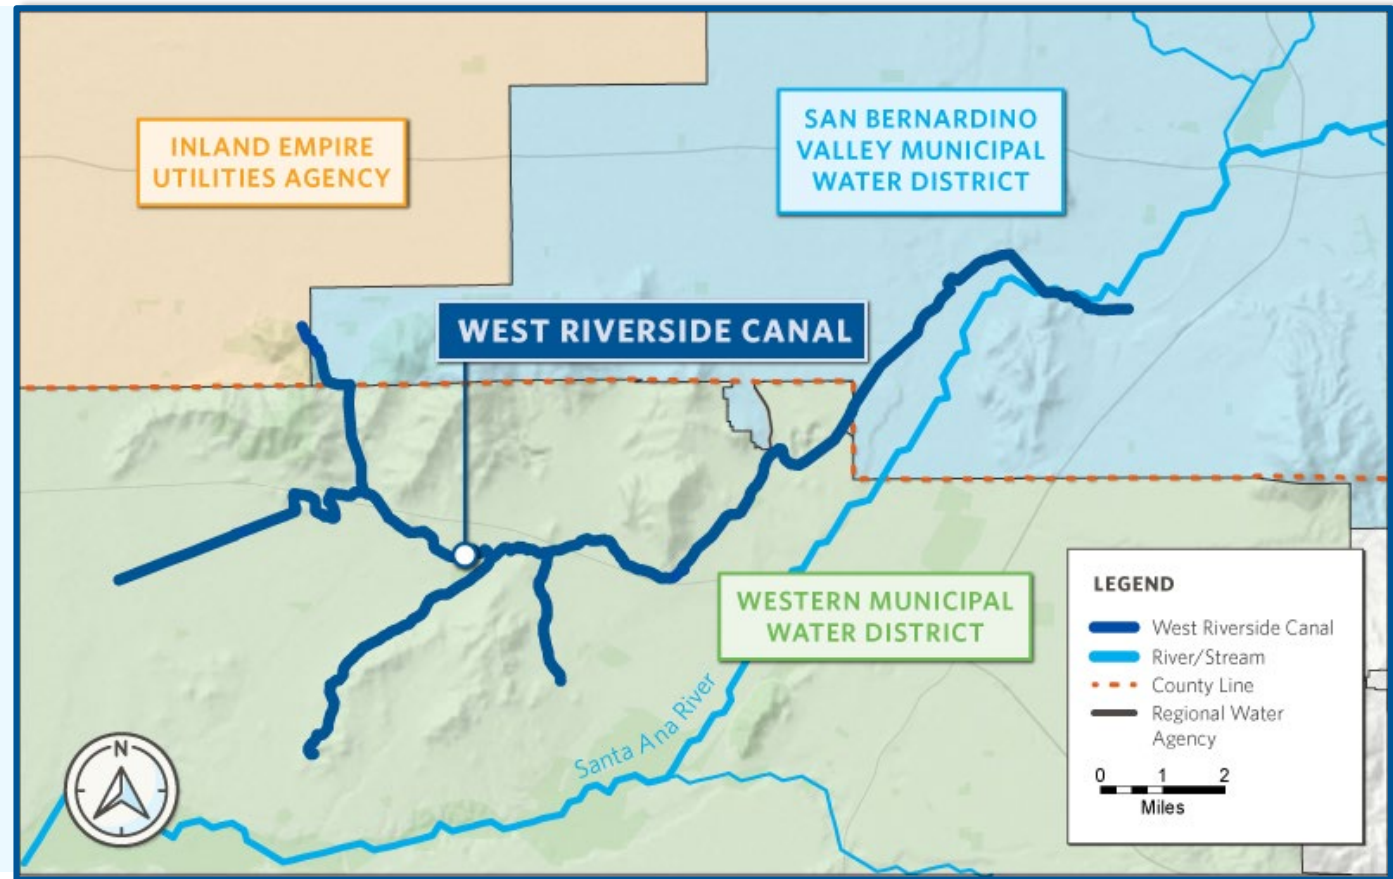 INLAND EMPIRE
UTILITIES AGENCY
SAN BERNARDINO
VALLEY MUNICIPAL
WATER DISTRICT
WEST RIVERSIDE CANAL
WESTERN MUNICIPAL
WATER DISTRICT
Santa Ana River
N
LEGEND
West Riverside Canal
River/Stream
County Line
Regional Water
Agency
0 1 2
Miles